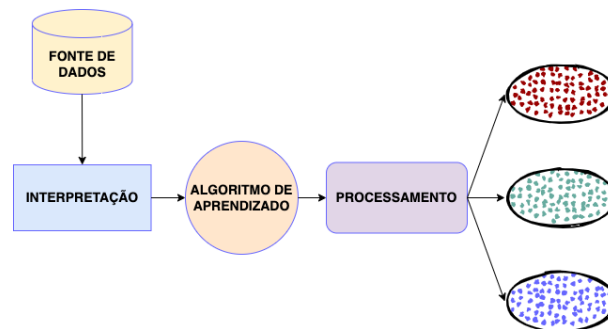 FONTE DE
DADOS
INTERPRETAÇÃO
ALGORITMO DE
APRENDIZADO
PROCESSAMENTO